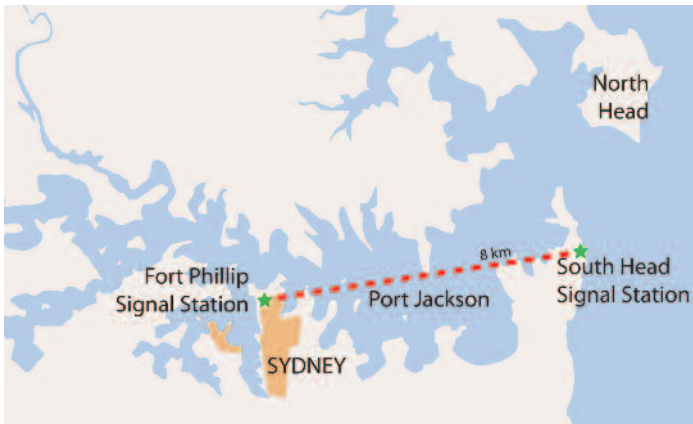 North
Head
8 km
South Head
Signal Station
Fort Phillip
Signal Station
Port Jackson
SYDNEY